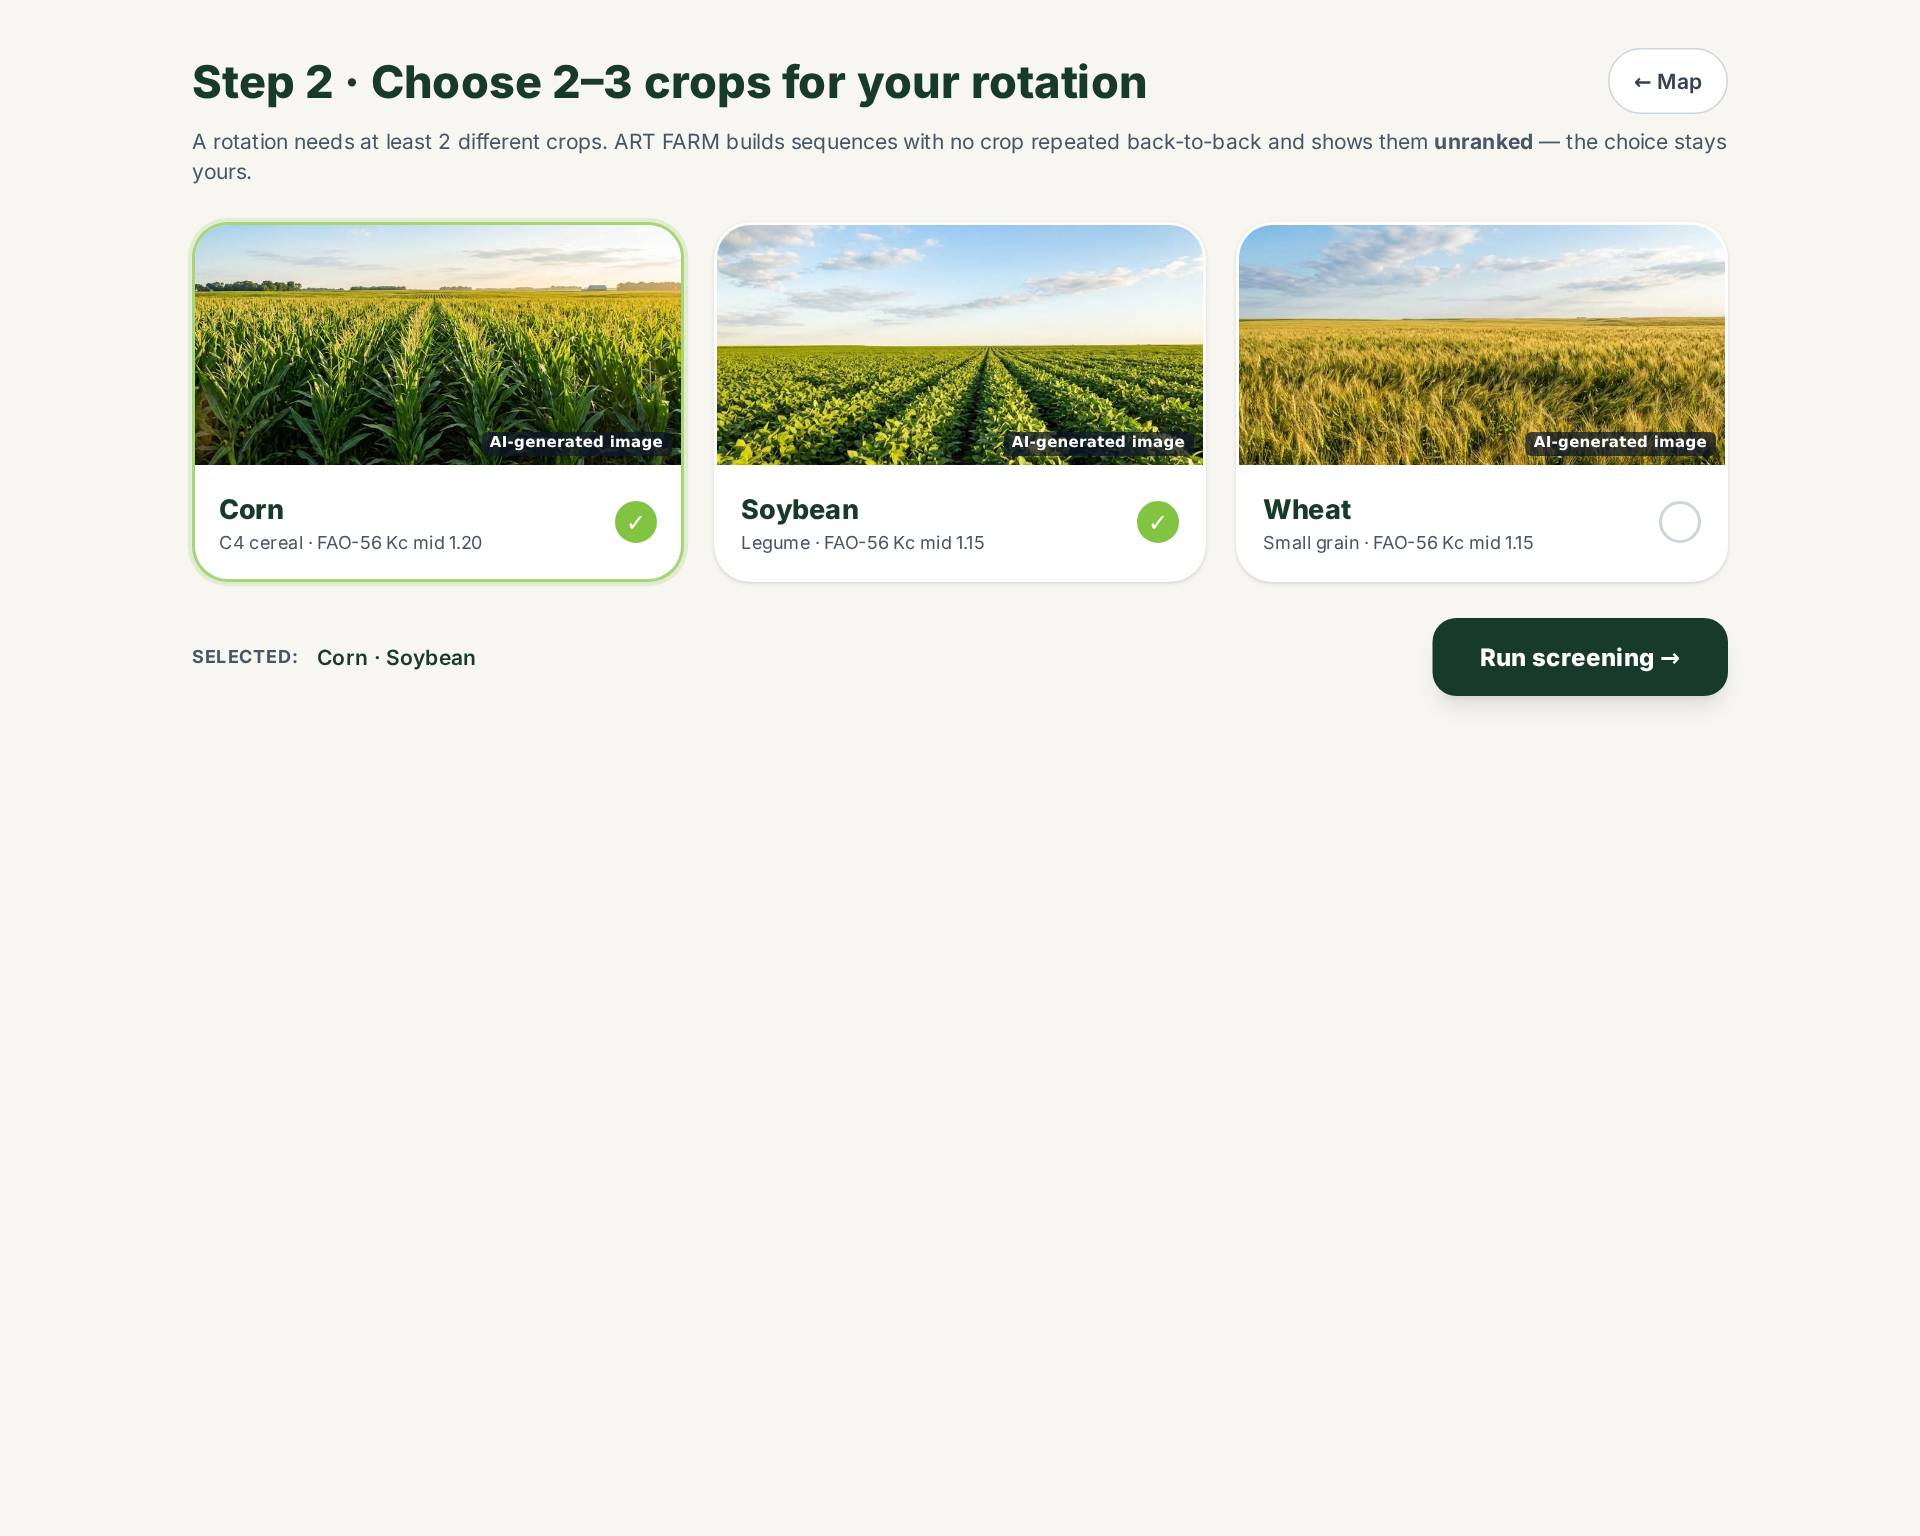 Step 2 · Choose 2–3 crops for your rotation
← Map
A rotation needs at least 2 different crops. ART FARM builds sequences with no crop repeated back-to-back and shows them unranked — the choice stays
yours.
AI-generated image
AI-generated image
AI-generated image
Corn
C4 cereal · FAO-56 Kc mid 1.20
✓
Soybean
Legume · FAO-56 Kc mid 1.15
✓
Wheat
Small grain · FAO-56 Kc mid 1.15
SELECTED: Corn · Soybean
Run screening →